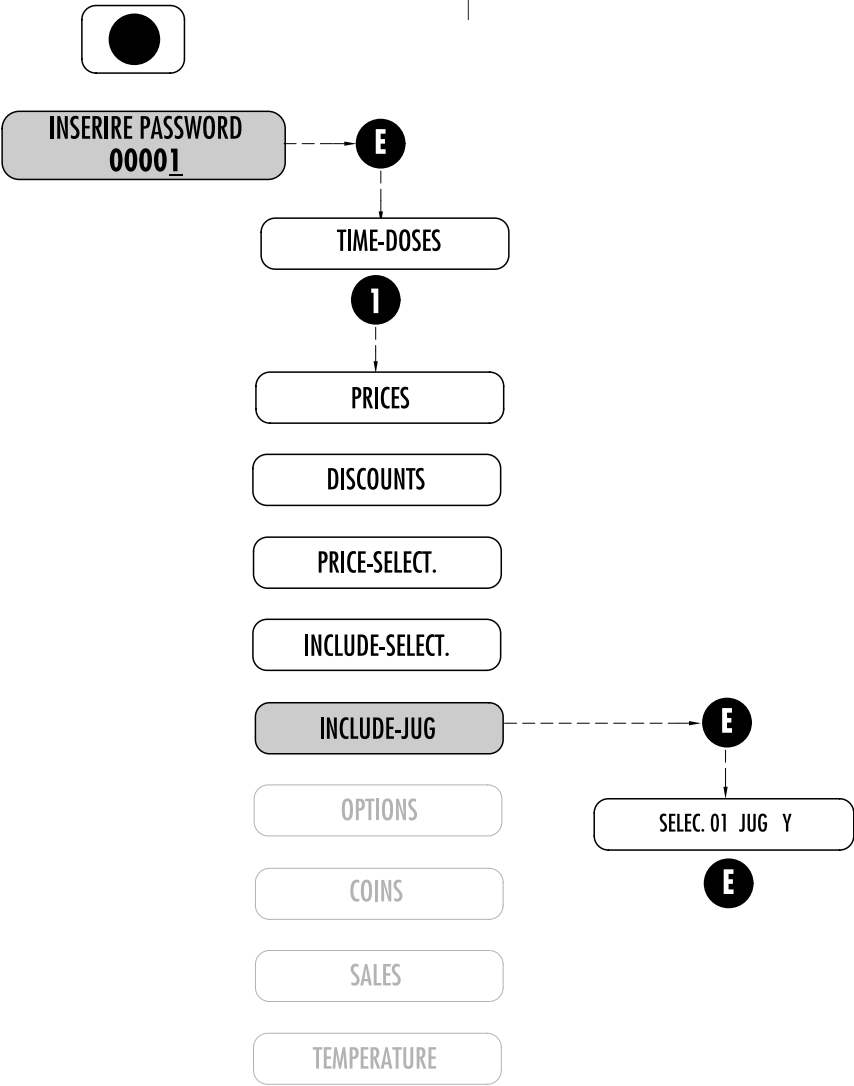 INSERIRE PASSWORD
00001
E
TIME-DOSES
1
PRICES
DISCOUNTS
PRICE-SELECT.
INCLUDE-SELECT.
INCLUDE-JUG
E
OPTIONS
SELEC. 01 JUG Y
COINS
E
SALES
TEMPERATURE